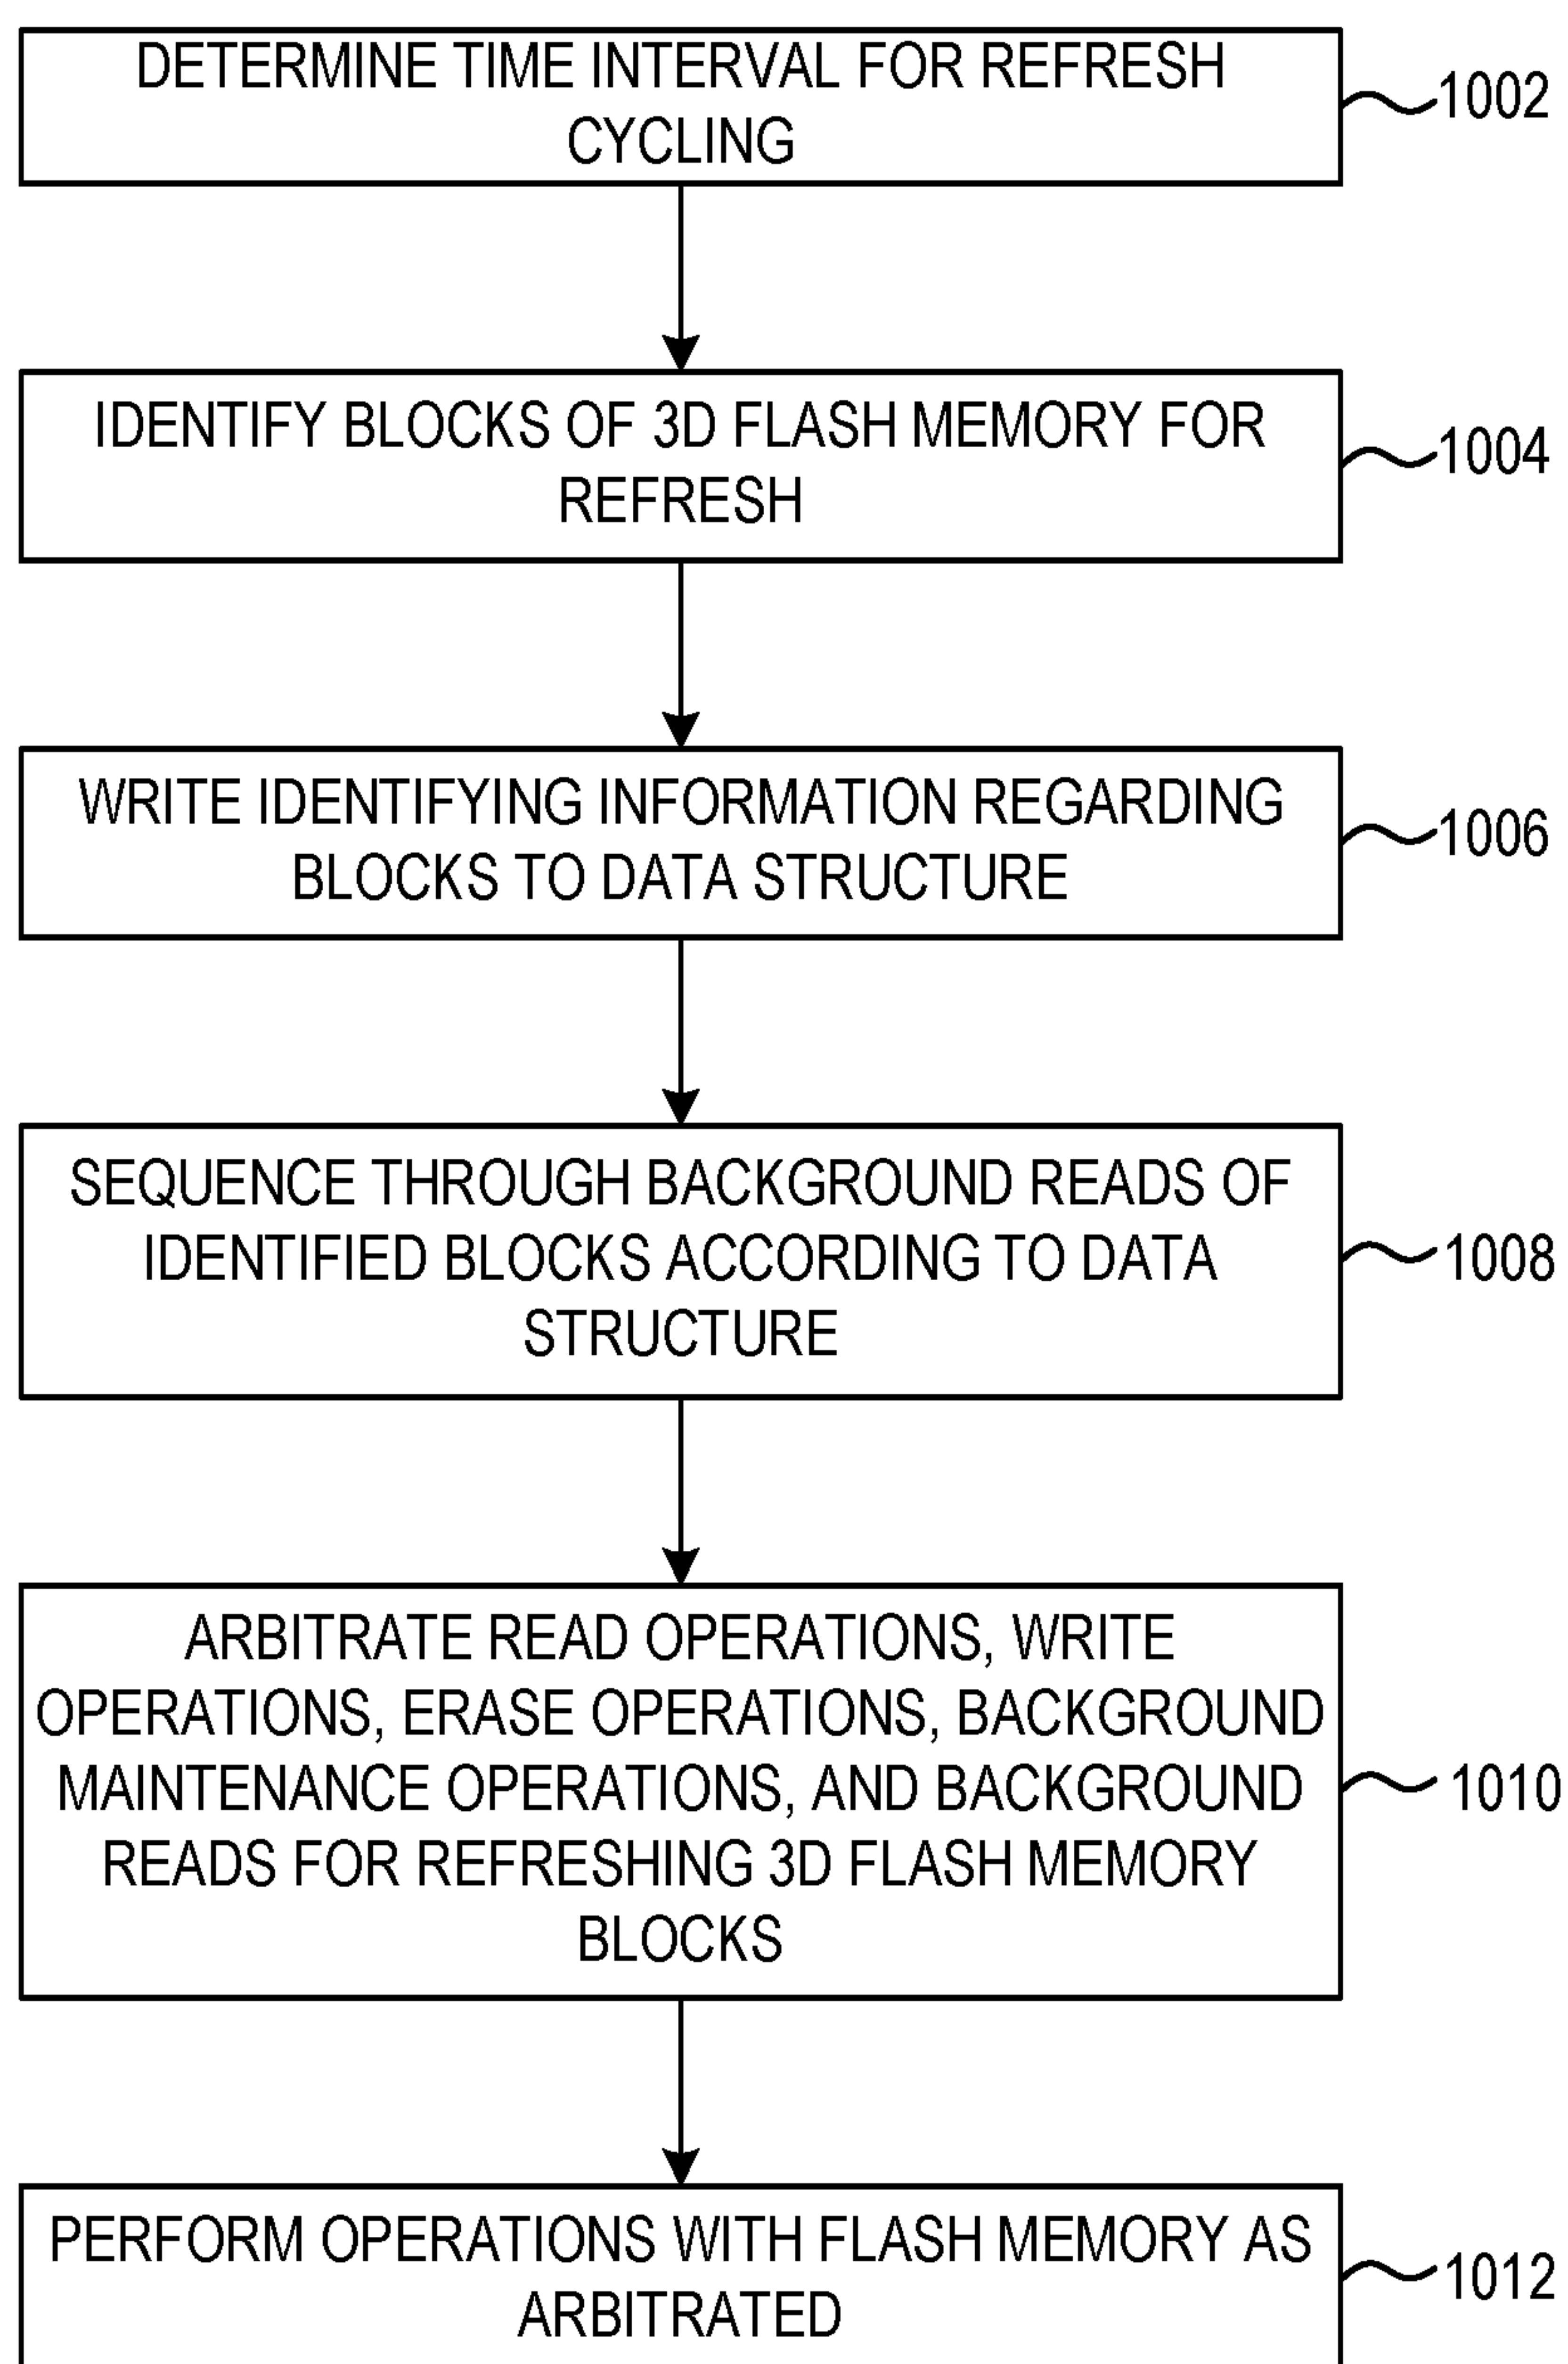 DETERMINE TIME INTERVAL FOR REFRESH
CYCLING
1002
IDENTIFY BLOCKS OF 3D FLASH MEMORY FOR
REFRESH
1004
WRITE IDENTIFYING INFORMATION REGARDING
BLOCKS TO DATA STRUCTURE
1006
SEQUENCE THROUGH BACKGROUND READS OF
IDENTIFIED BLOCKS ACCORDING TO DATA
STRUCTURE
1008
ARBITRATE READ OPERATIONS, WRITE
OPERATIONS, ERASE OPERATIONS, BACKGROUND
MAINTENANCE OPERATIONS, AND BACKGROUND
READS FOR REFRESHING 3D FLASH MEMORY
BLOCKS
1010
PERFORM OPERATIONS WITH FLASH MEMORY AS
ARBITRATED
1012